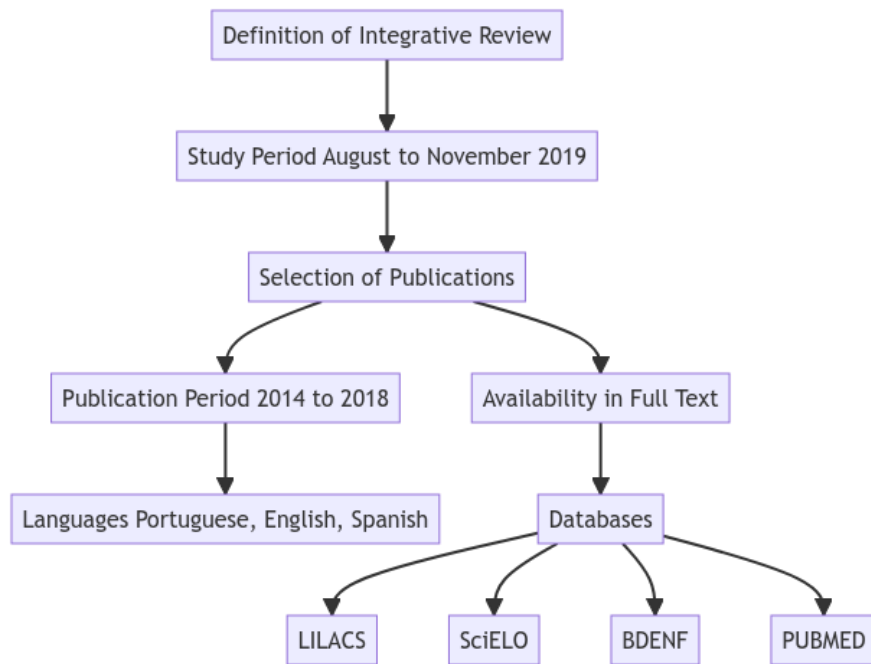 Definition of Integrative Review
Study Period August to November 2019
Selection of Publications
Publication Period 2014 to 2018
Availability in Full Text
Languages Portuguese, English, Spanish
Databases
LILACS
SciELO
BDENF
PUBMED